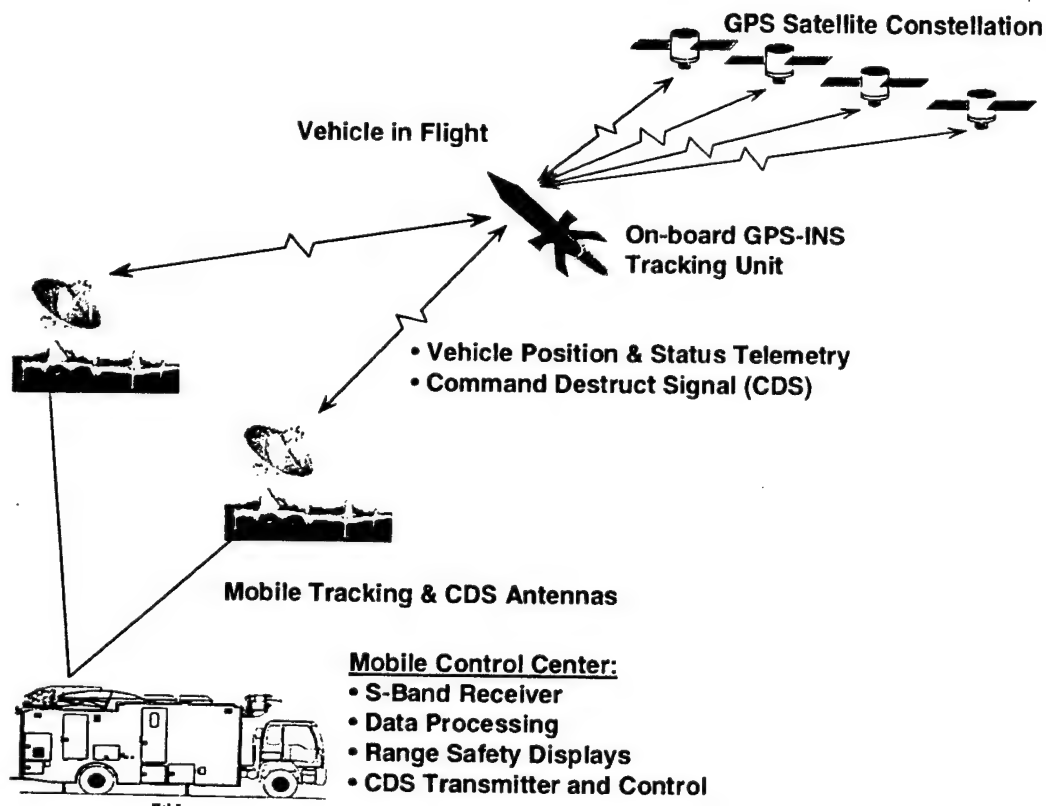 GPS Satellite Constellation
Vehicle in Flight
On-board GPS-INS
Tracking Unit
• Vehicle Position & Status Telemetry
• Command Destruct Signal (CDS)
Mobile Tracking & CDS Antennas
Mobile Control Center:
• S-Band Receiver
• Data Processing
• Range Safety Displays
• CDS Transmitter and Control